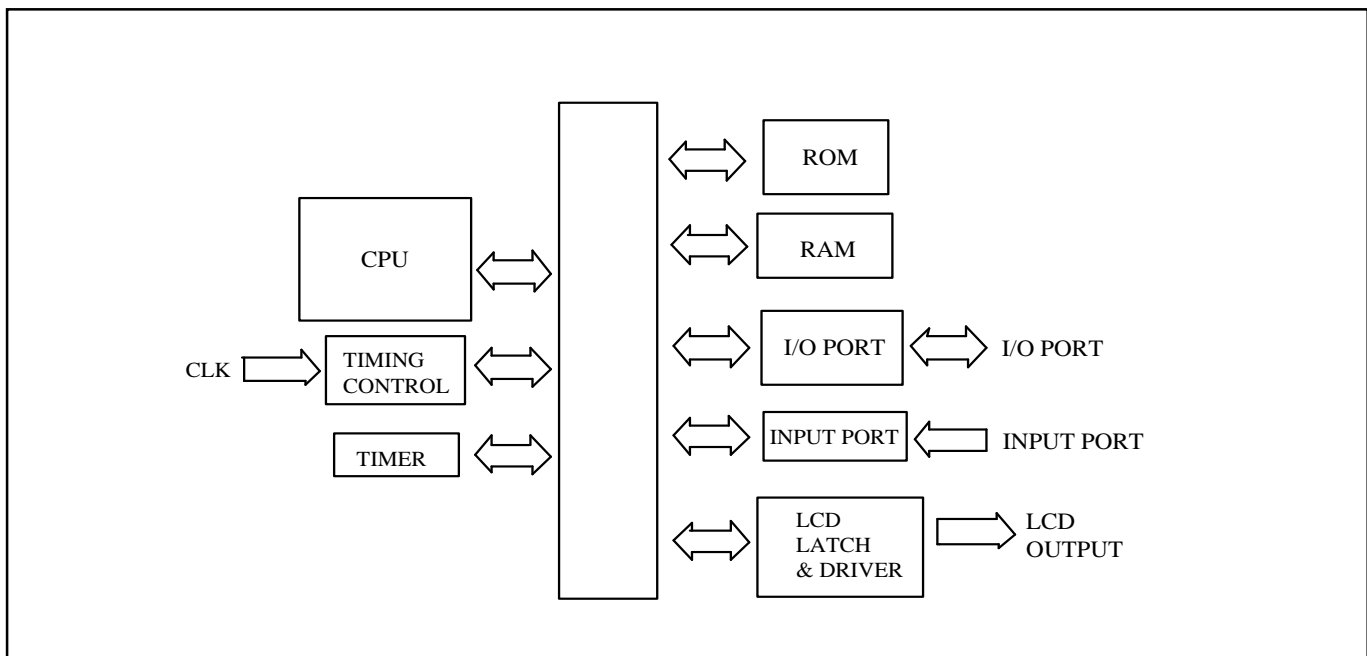 ROM
RAM
CPU
I/O PORT
I/O PORT
CLK
TIMING
CONTROL
INPUT PORT
INPUT PORT
TIMER
LCD
LATCH
& DRIVER
LCD
OUTPUT